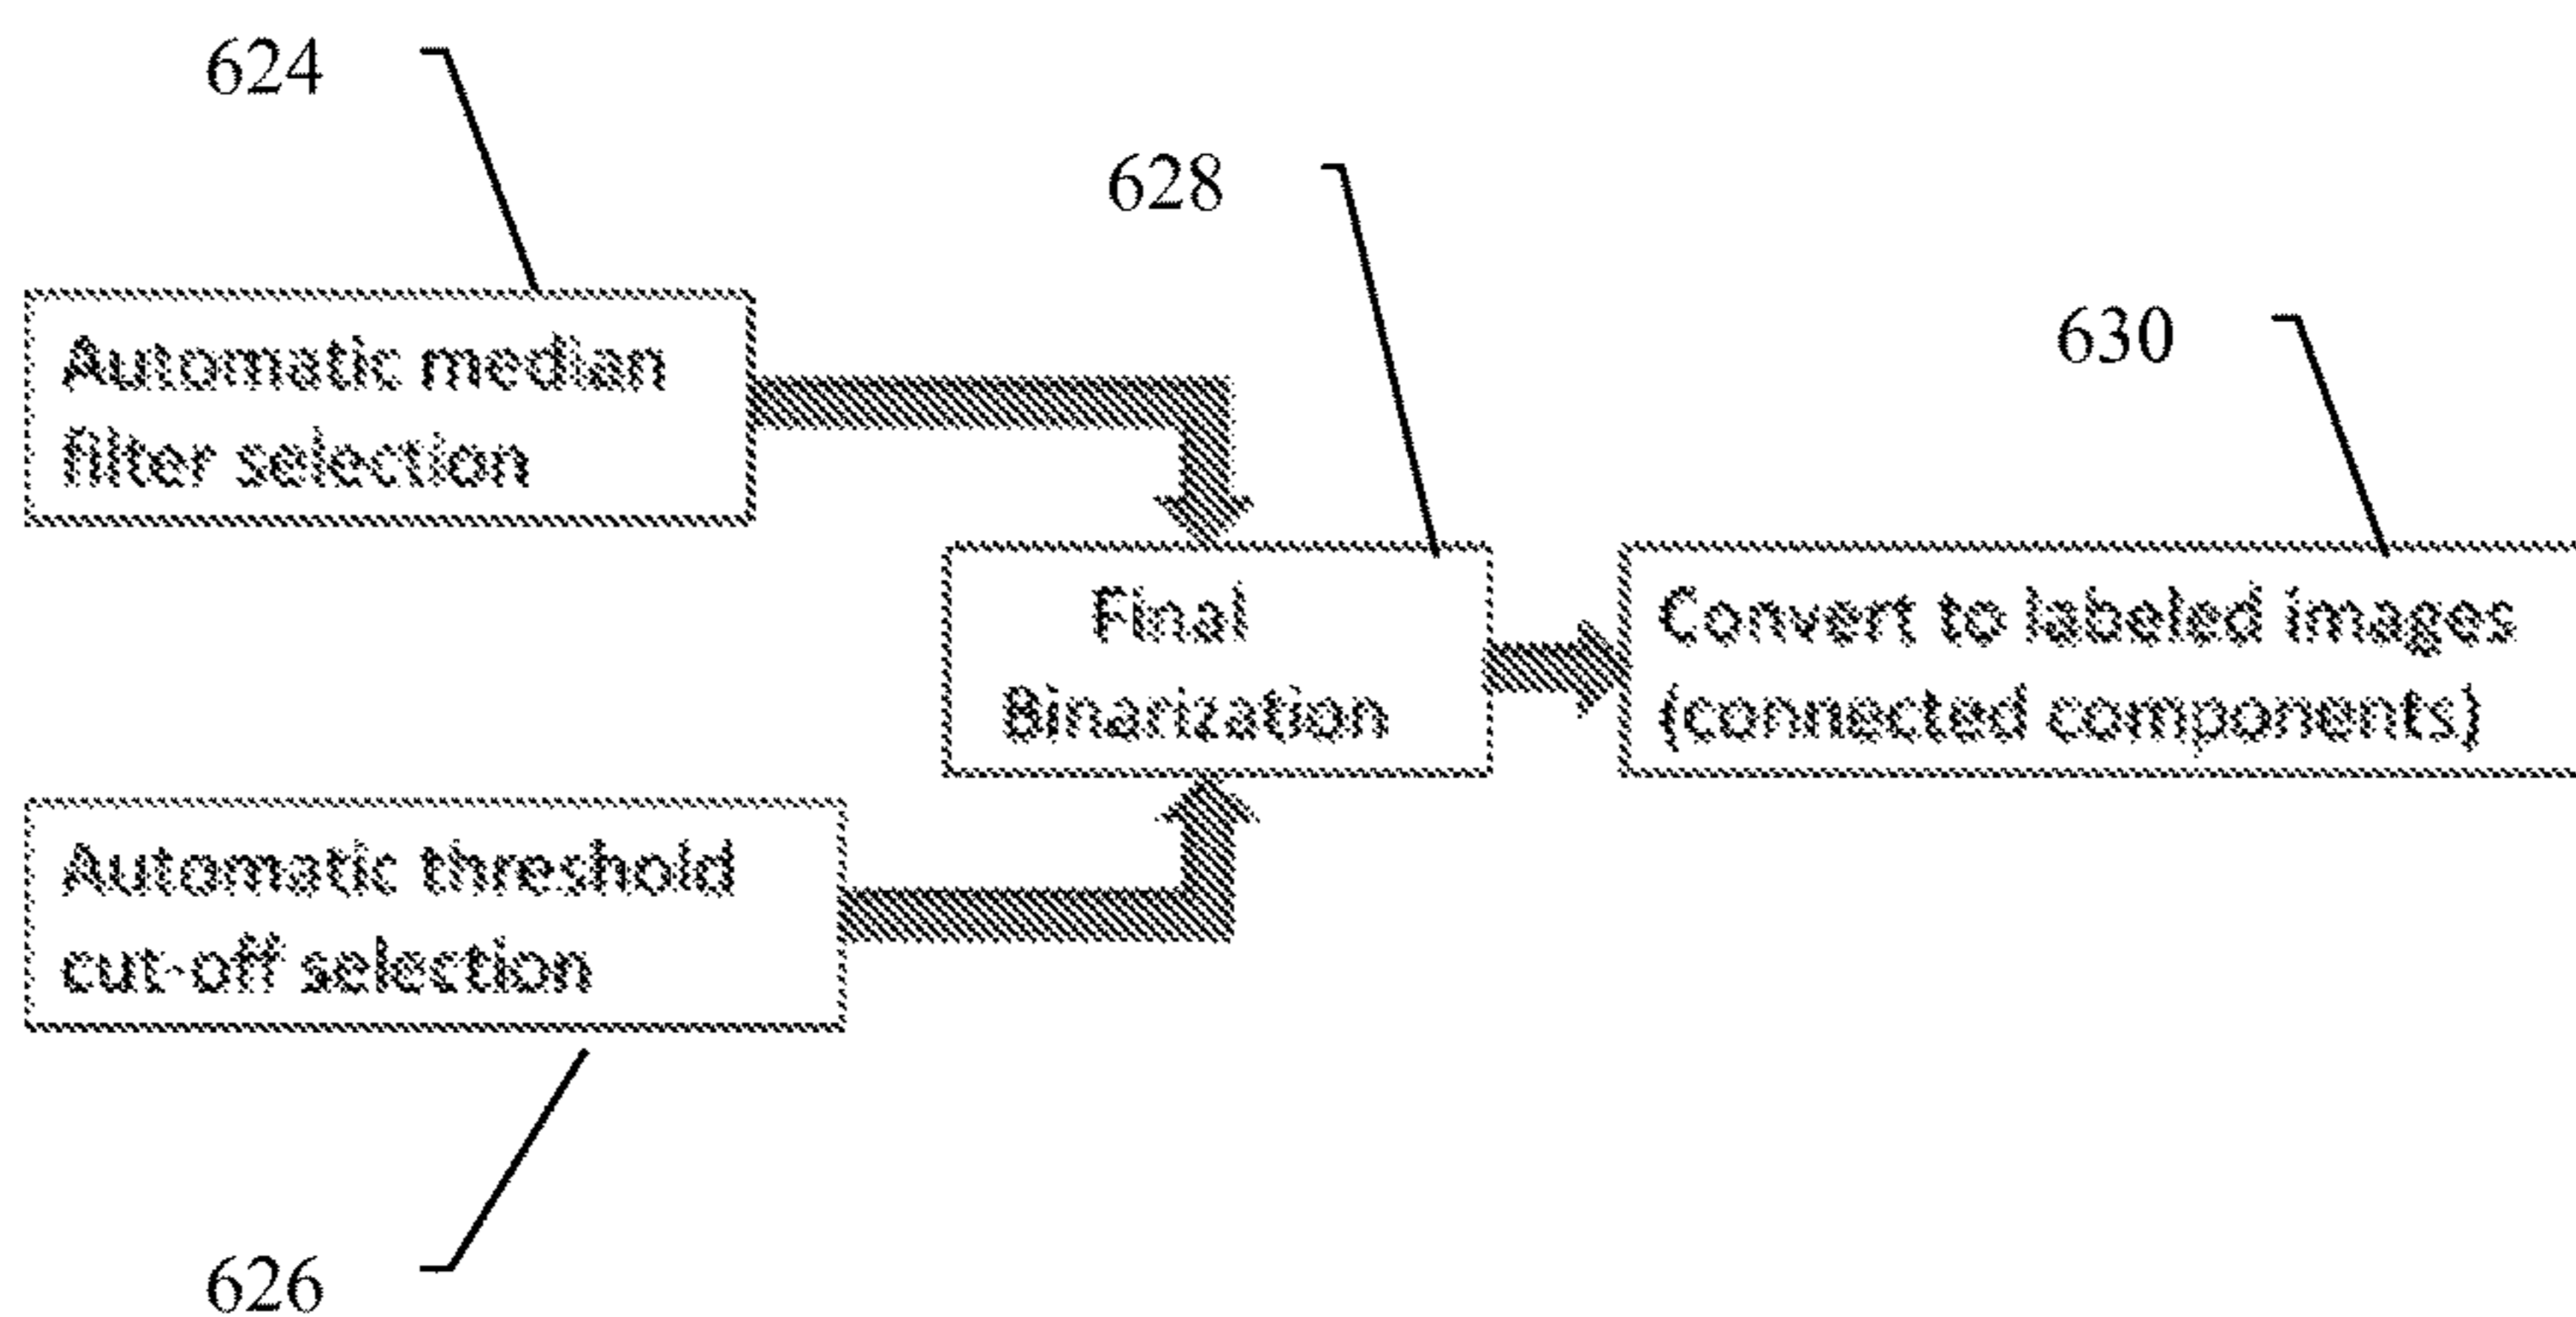 624
628
630
Automatic median
filter selection
Final
Binarization
Convert to labeled images
(connected components)
Automatic threshold
cut-off selection
626